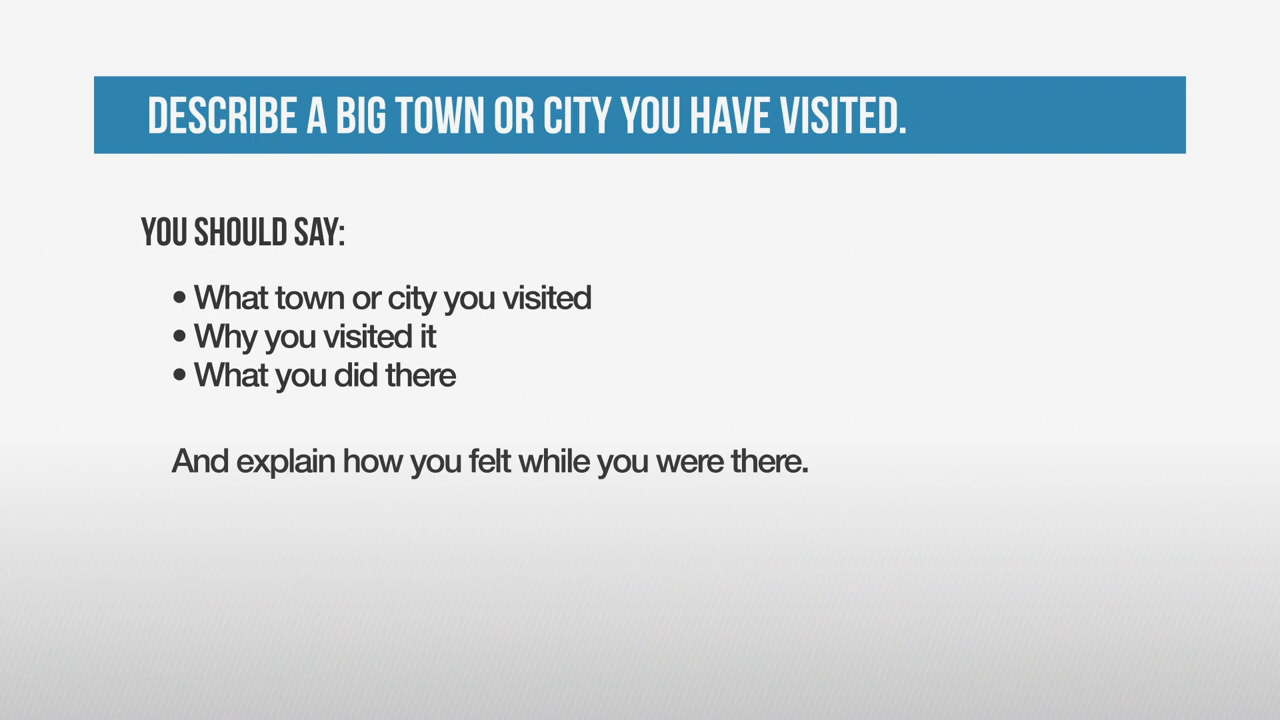 DESCRIBE A BIG TOWN OR CITY YOU HAVE VISITED.
YOU SHOULD SAY:
• What town or city you visited
• Why you visited it
• What you did there
And explain how you felt while you were there.